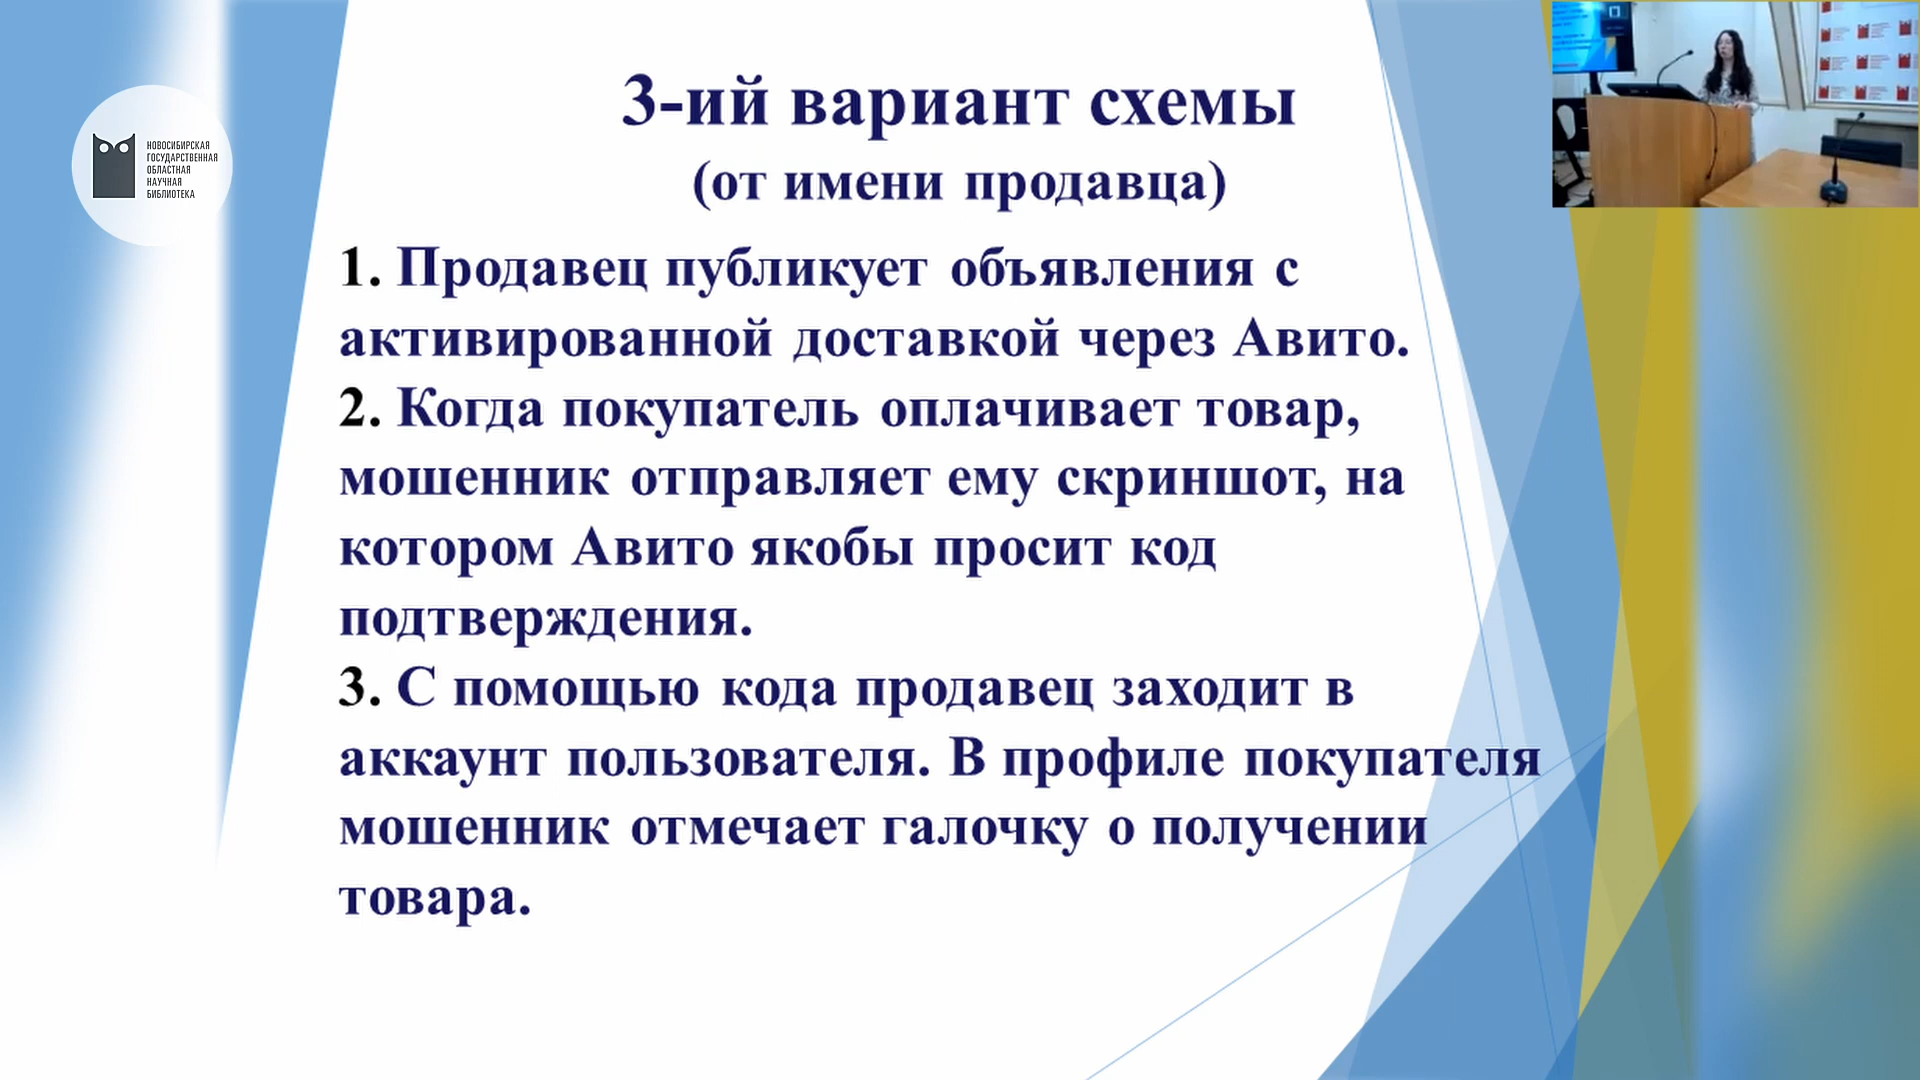 НОВОСИБИРСКАЯ
ГОСУДАРСТВЕННАЯ
ОБЛАСТНАЯ
НАУЧНАЯ
БИБЛИОТЕКА
3-ий вариант схемы
(от имени продавца)
1. Продавец публикует объявления с
активированной доставкой через Авито.
2. Когда покупатель оплачивает товар,
мошенник отправляет ему скриншот, на
котором Авито якобы просит код
подтверждения.
3. С помощью кода продавец заходит в
аккаунт пользователя. В профиле покупателя
мошенник отмечает галочку о получении
товара.